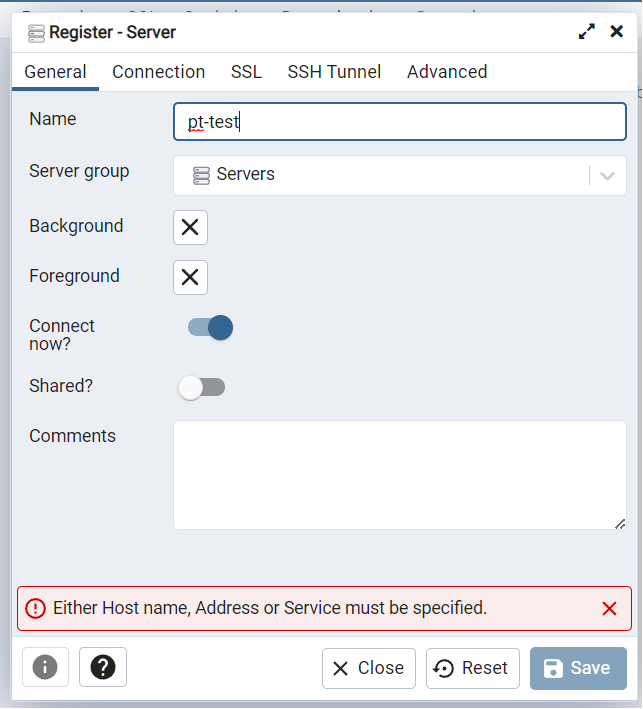 Register - Server
General Connection SSL SSH Tunnel Advanced
Name pt-test
Server group Servers
Background
Foreground
Connect
now?
Shared?
Comments
Either Host name, Address or Service must be specified.
Close Reset Save